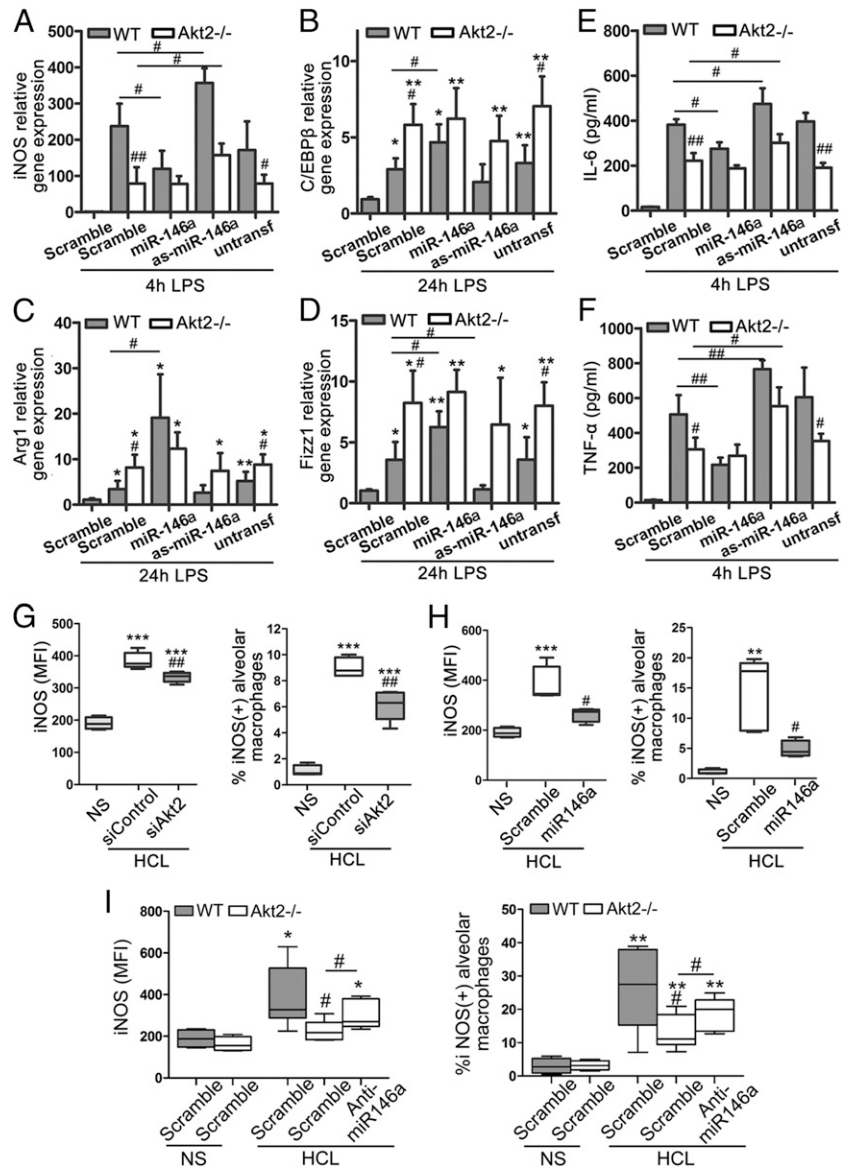 A
WT Akt2-/-
iNOS relative
gene expression
500
400
300
200
100
0
#
#
#
##
#
Scramble
Scramble
miR-146a
as-miR-146a
untransf
4h LPS
B
WT Akt2-/-
C/EBPβ relative
gene expression
10
5
0
#
*
**
#
*
**
**
**
**
#
Scramble
Scramble
miR-146a
as-miR-146a
untransf
24h LPS
E
WT Akt2-/-
IL-6 (pg/ml)
800
600
400
200
0
#
#
#
##
##
Scramble
Scramble
miR-146a
as-miR-146a
untransf
4h LPS
C
WT Akt2-/-
Arg1 relative
gene expression
40
30
20
10
0
#
*
*
#
*
*
*
**
*
#
Scramble
Scramble
miR-146a
as-miR-146a
untransf
24h LPS
D
WT Akt2-/-
Fizz1 relative
gene expression
15
10
5
0
#
#
*
*
#
**
**
*
*
**
#
Scramble
Scramble
miR-146a
as-miR-146a
untransf
24h LPS
F
WT Akt2-/-
TNF-α (pg/ml)
1000
800
600
400
200
0
#
##
##
#
#
Scramble
Scramble
miR-146a
as-miR-146a
untransf
4h LPS
G
iNOS (MFI)
500
400
300
200
100
0
***
***
##
NS
siControl
siAkt2
HCL
% iNOS(+) alveolar
macrophages
12
10
8
6
4
2
0
***
***
##
NS
siControl
siAkt2
HCL
H
iNOS (MFI)
600
400
200
0
***
#
NS
Scramble
miR146a
HCL
% iNOS(+) alveolar
macrophages
25
20
15
10
5
0
**
#
NS
Scramble
miR146a
HCL
I
WT Akt2-/-
iNOS (MFI)
800
600
400
200
0
*
#
#
*
Scramble
Scramble
Scramble
Scramble
Anti-
miR146a
NS
HCL
WT Akt2-/-
%i NOS(+) alveolar
macrophages
50
40
30
20
10
0
**
#
**
#
**
Scramble
Scramble
Scramble
Scramble
Anti-
miR146a
NS
HCL